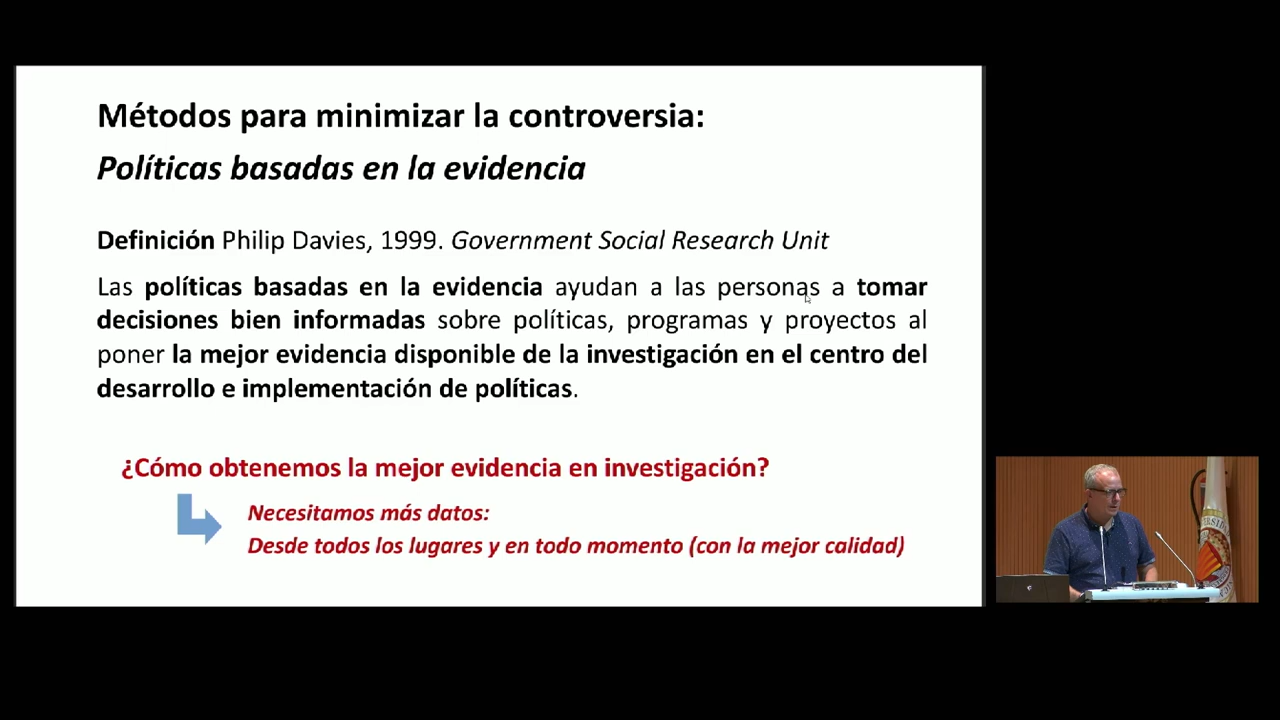 Métodos para minimizar la controversia:
Políticas basadas en la evidencia
Definición Philip Davies, 1999. Government Social Research Unit
Las políticas basadas en la evidencia ayudan a las personas a tomar
decisiones bien informadas sobre políticas, programas y proyectos al
poner la mejor evidencia disponible de la investigación en el centro del
desarrollo e implementación de políticas.
¿Cómo obtenemos la mejor evidencia en investigación?
Necesitamos más datos:
Desde todos los lugares y en todo momento (con la mejor calidad)